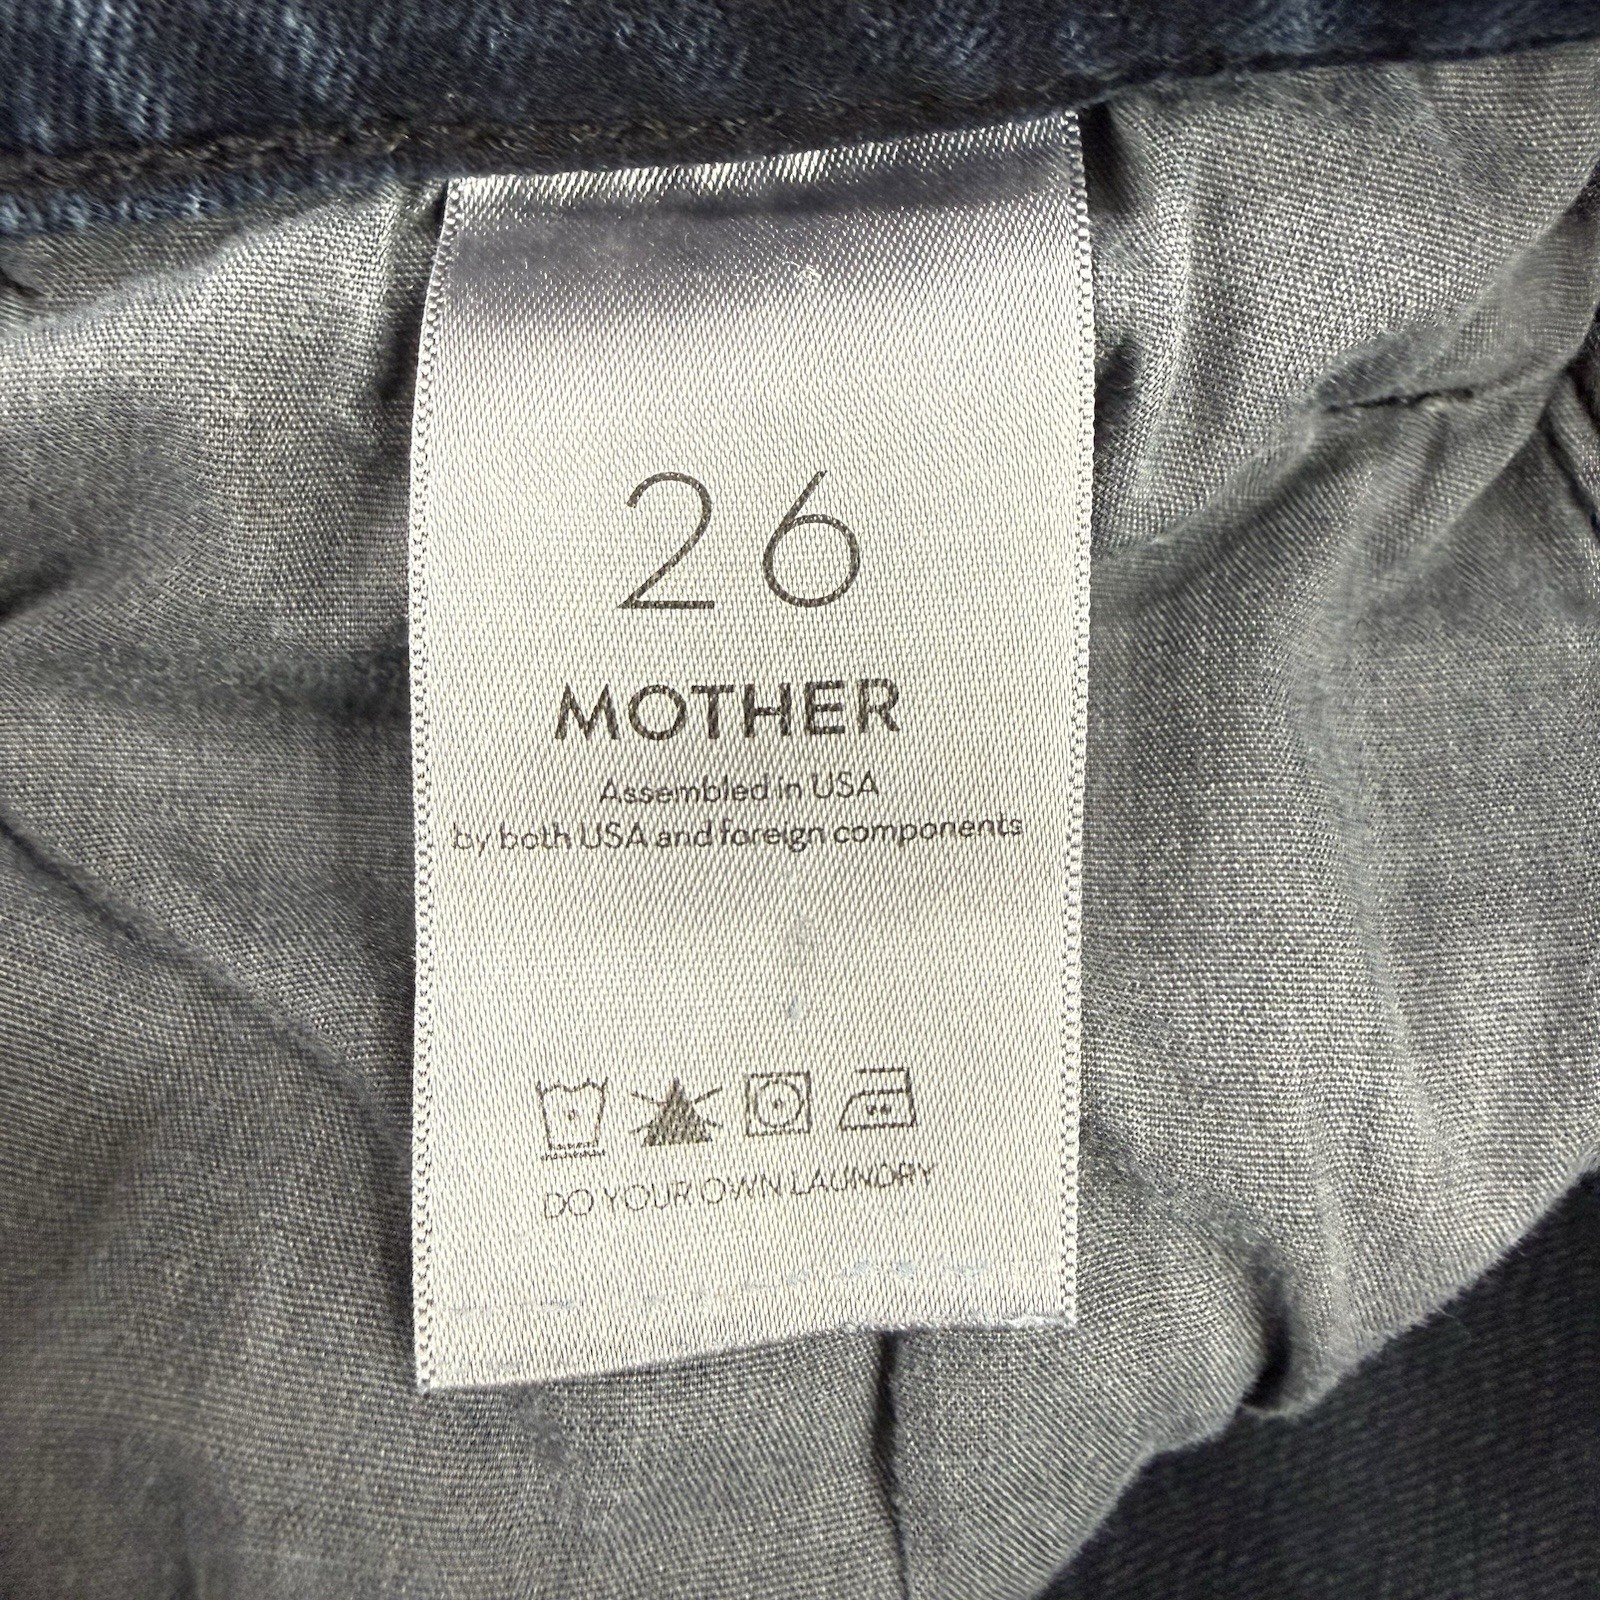 26
MOTHER
Assembled in USA
by both USA and foreign components
DO YOUR OWN LAUNDRY